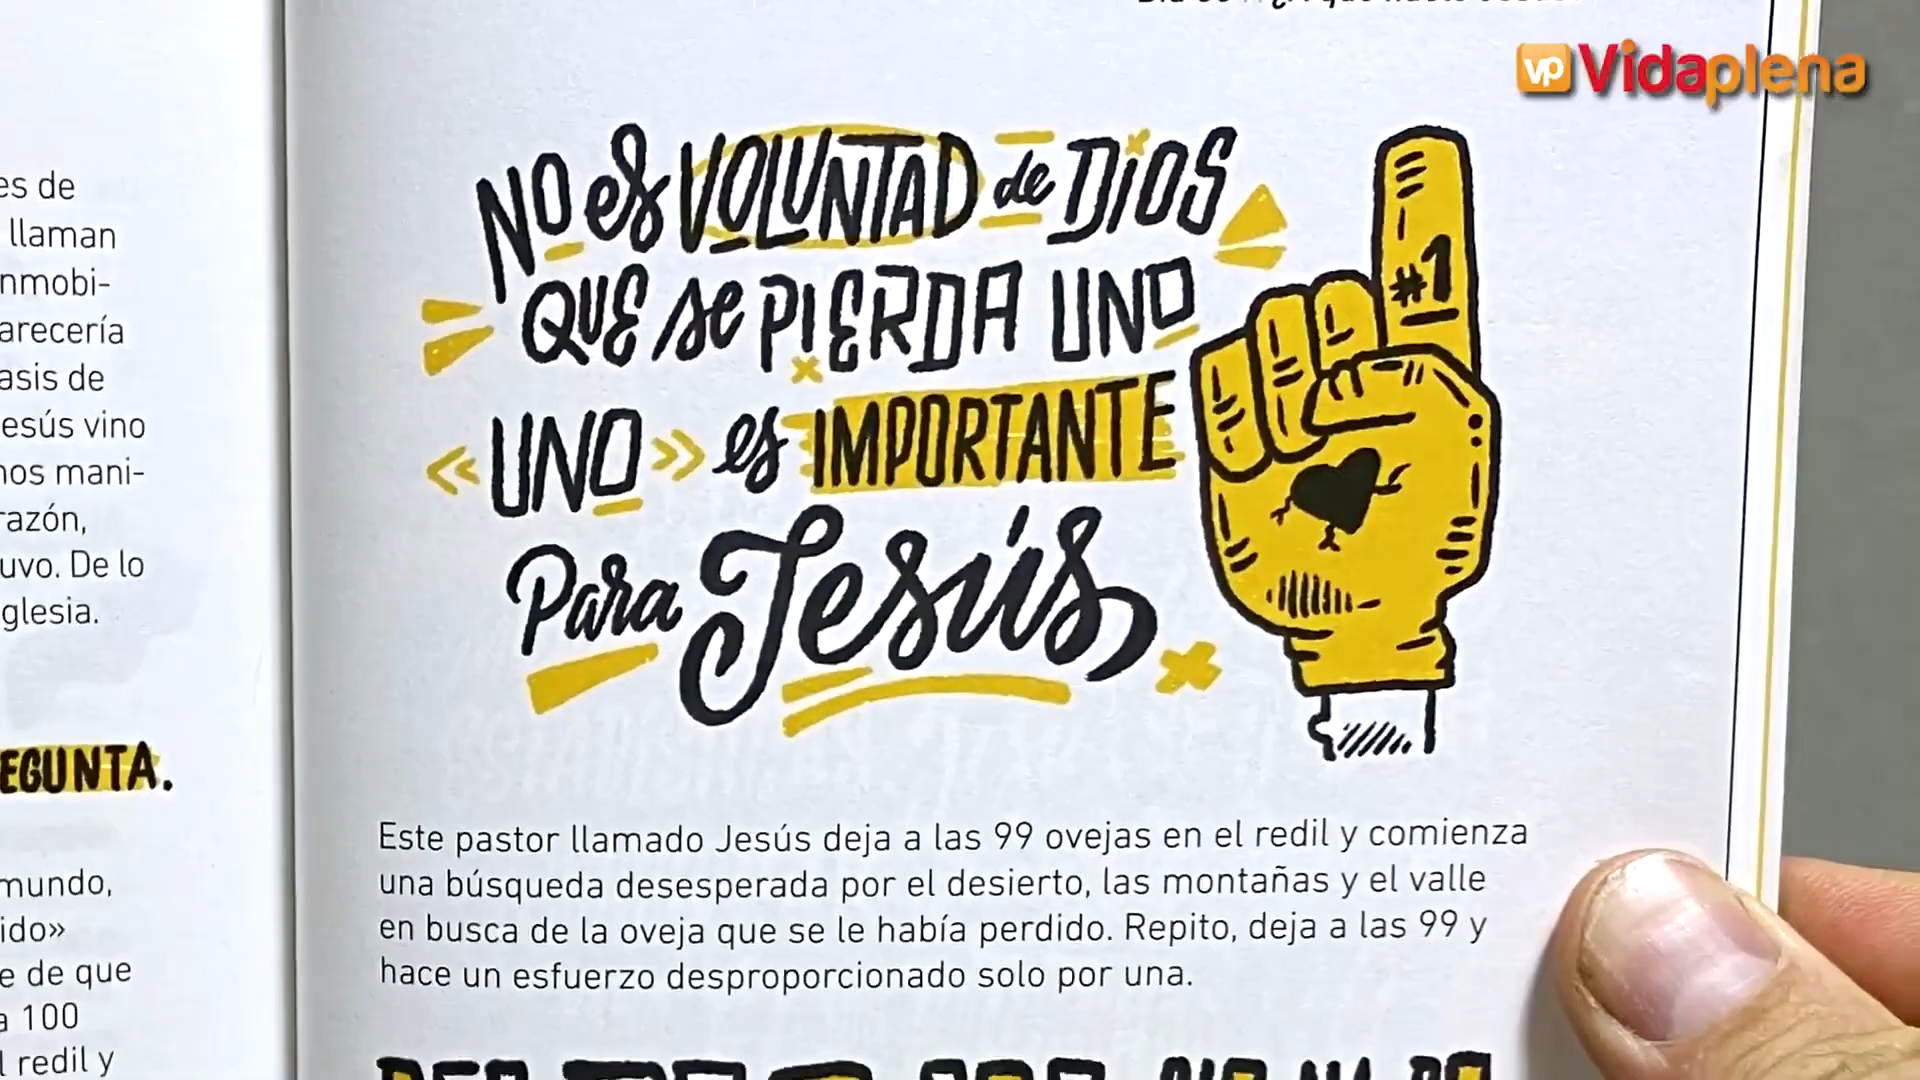 vp Vidaplena
es de
llaman
nmobi-
arecería
asis de
esús vino
nos mani-
razón,
uvo. De lo
glesia.
EGUNTA.
mundo,
ido»
e de que
a 100
l redil y
NO es VOLUNTAD de DIOS
QUE se PIERDA UNO
«UNO» es IMPORTANTE
Para Jesús
#1
Este pastor llamado Jesús deja a las 99 ovejas en el redil y comienza
una búsqueda desesperada por el desierto, las montañas y el valle
en busca de la oveja que se le había perdido. Repito, deja a las 99 y
hace un esfuerzo desproporcionado solo por una.